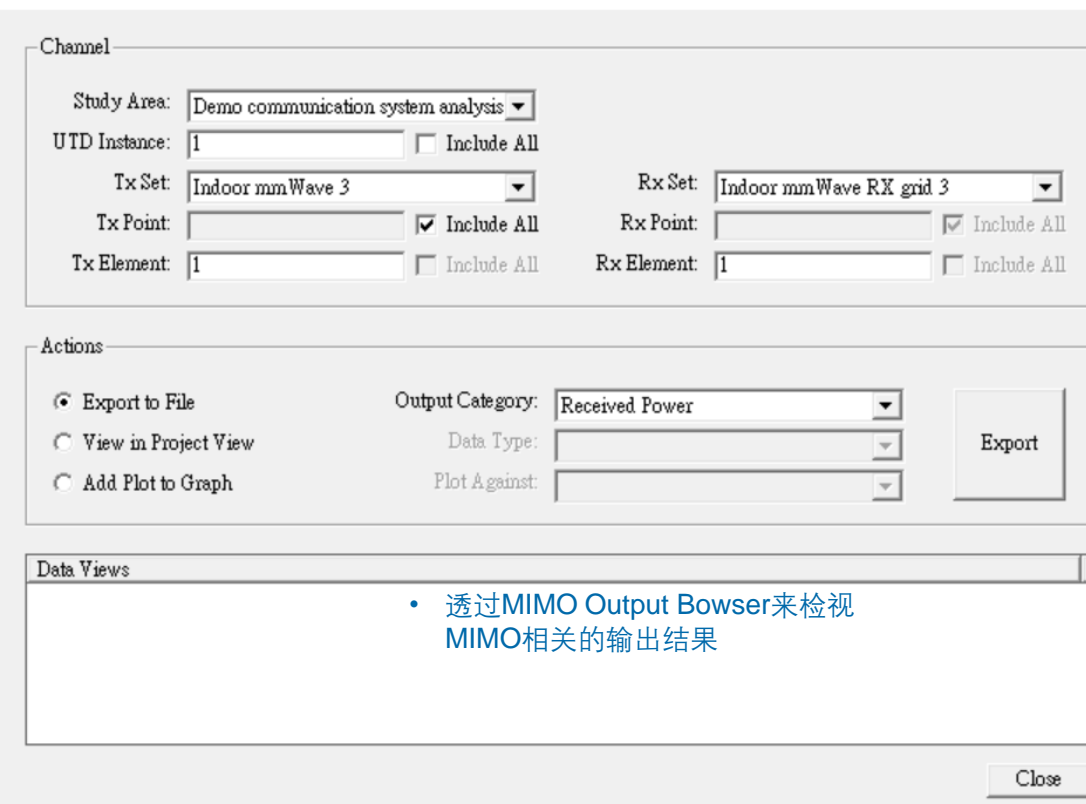 Channel
Study Area: Demo communication system analysis
UTD Instance: 1 Include All
Tx Set: Indoor mmWave 3 Rx Set: Indoor mmWave RX grid 3
Tx Point: Include All Rx Point: Include All
Tx Element: 1 Include All Rx Element: 1 Include All
Actions
Export to File Output Category: Received Power
View in Project View Data Type: Export
Add Plot to Graph Plot Against:
Data Views
• 透过MIMO Output Bowser来检视
MIMO相关的输出结果
Close